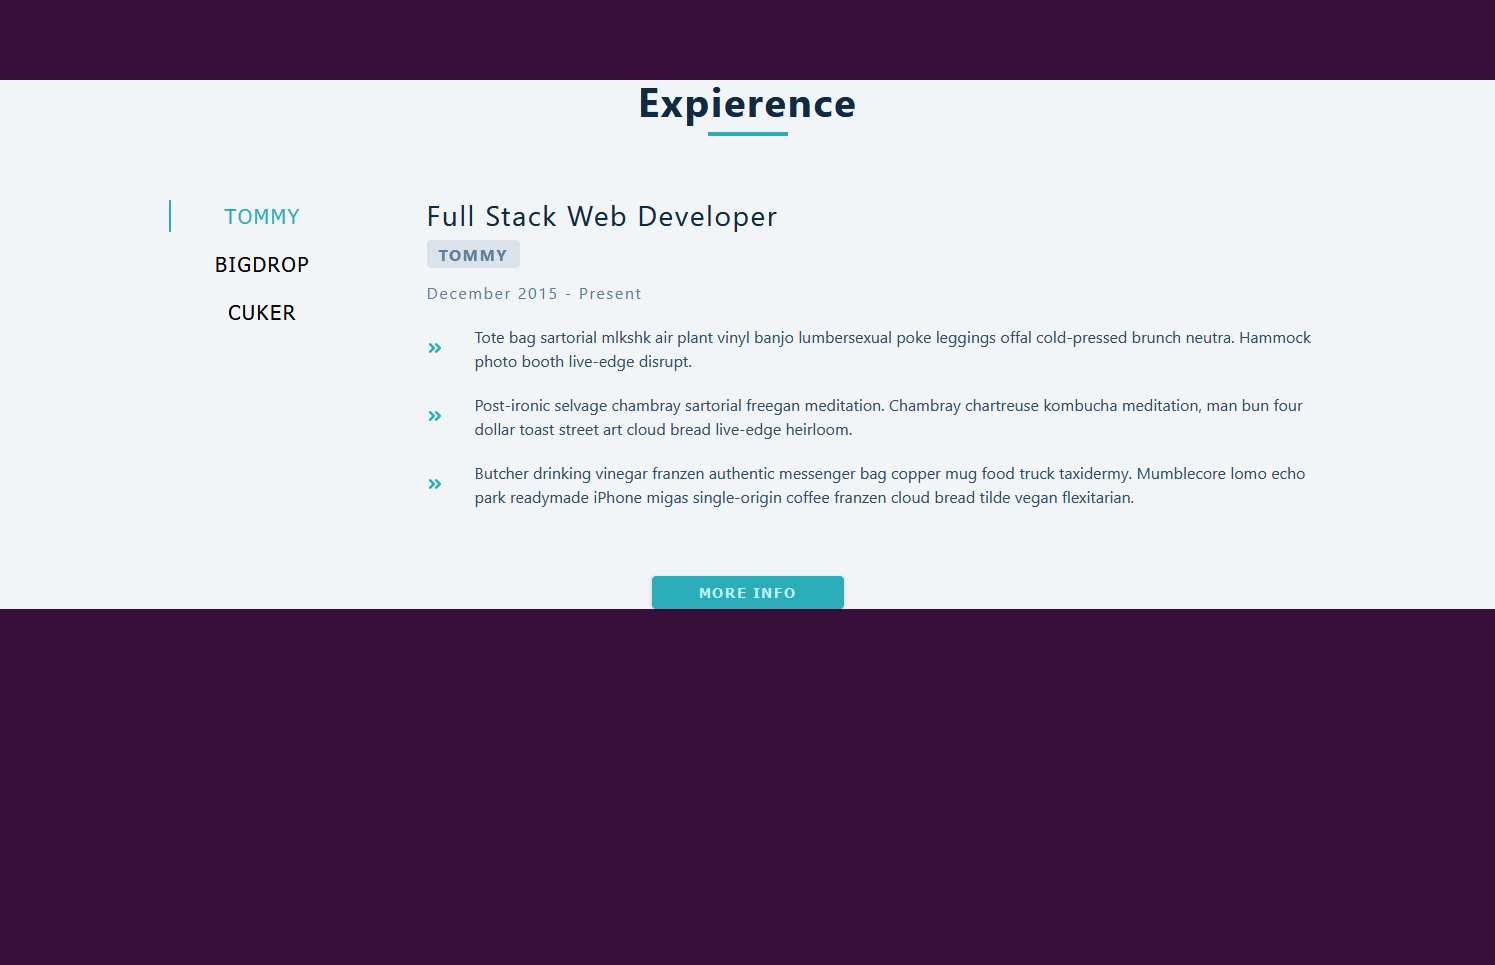 Expierence
TOMMY
BIGDROP
CUKER
Full Stack Web Developer
TOMMY
December 2015 - Present
Tote bag sartorial mlkshk air plant vinyl banjo lumbersexual poke leggings offal cold-pressed brunch neutra. Hammock
photo booth live-edge disrupt.
Post-ironic selvage chambray sartorial freegan meditation. Chambray chartreuse kombucha meditation, man bun four
dollar toast street art cloud bread live-edge heirloom.
Butcher drinking vinegar franzen authentic messenger bag copper mug food truck taxidermy. Mumblecore lomo echo
park readymade iPhone migas single-origin coffee franzen cloud bread tilde vegan flexitarian.
MORE INFO